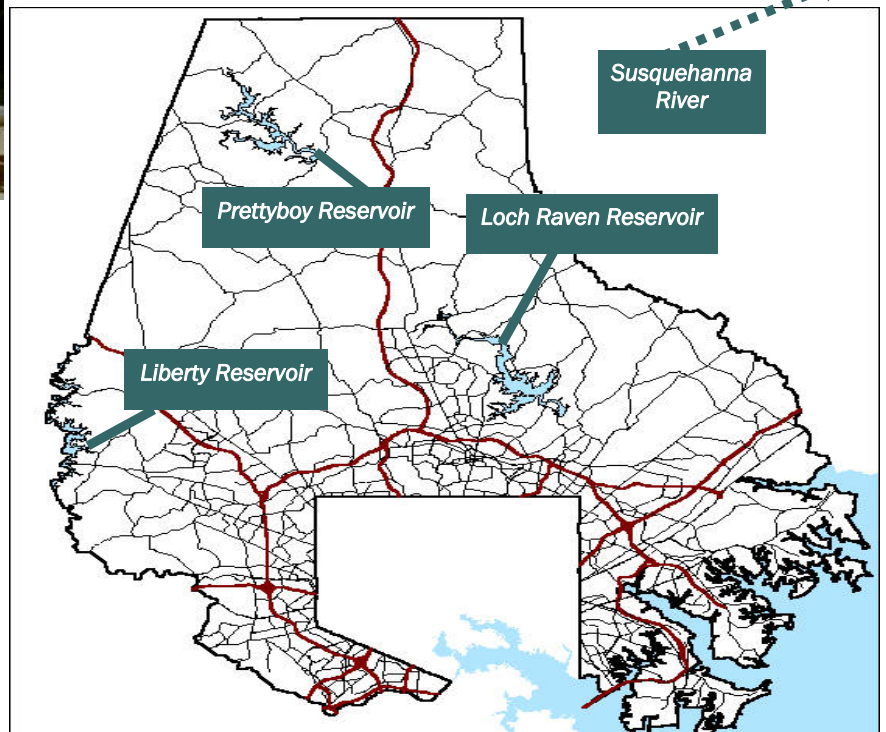 Susquehanna
River
Prettyboy Reservoir
Loch Raven Reservoir
Liberty Reservoir